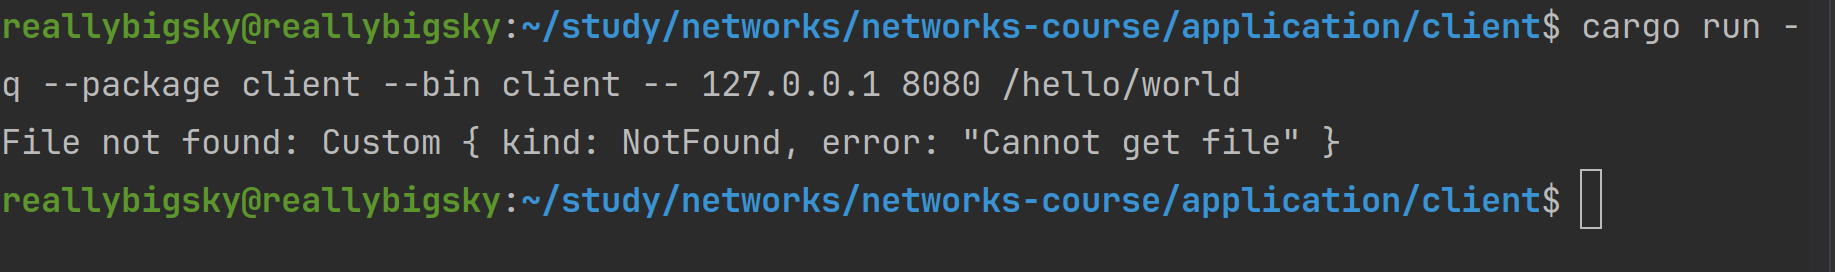 reallybigsky@reallybigsky:~/study/networks/networks-course/application/client$ cargo run -
q --package client --bin client -- 127.0.0.1 8080 /hello/world
File not found: Custom { kind: NotFound, error: "Cannot get file" }
reallybigsky@reallybigsky:~/study/networks/networks-course/application/client$